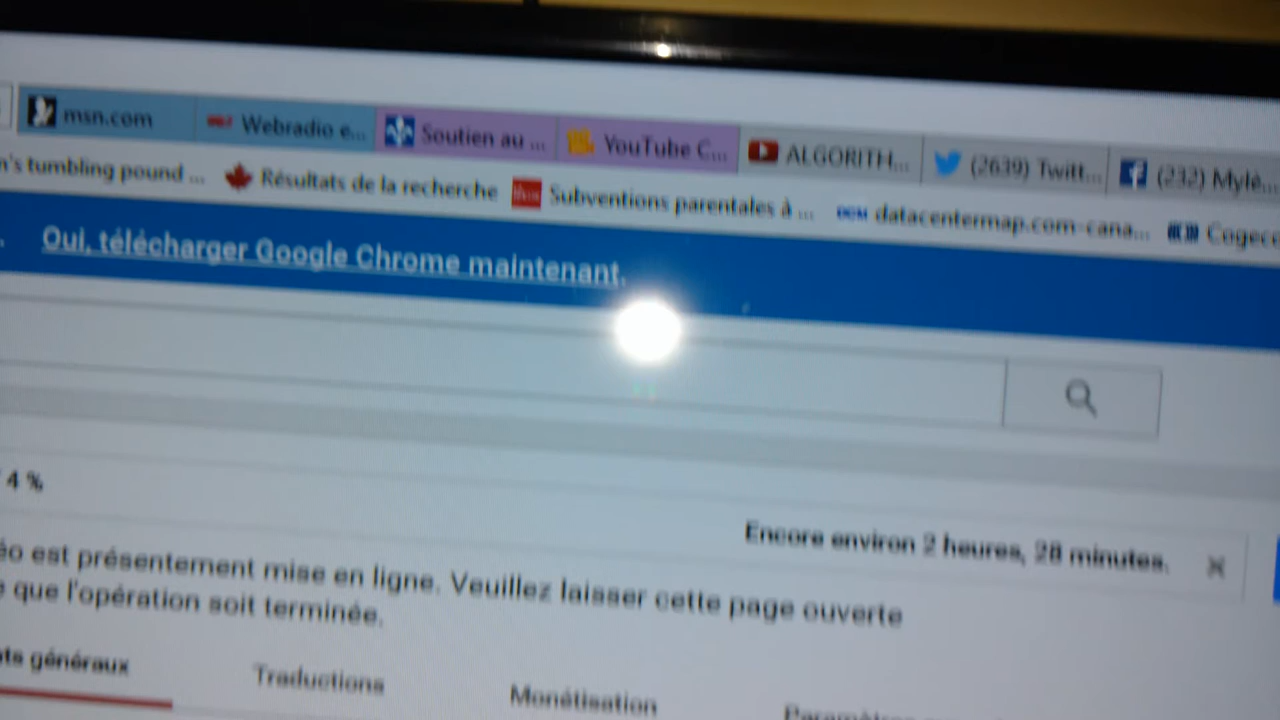 msn.com Webradio e... Soutien au ... YouTube C... ALGORITH... (2639) Twitt... (232) Mylè...
n's tumbling pound ... Résultats de la recherche Subventions parentales à ... datacentermap.com-cana... Cogece
Oui, télécharger Google Chrome maintenant.
4 %
Encore environ 2 heures, 28 minutes.
éo est présentement mise en ligne. Veuillez laisser cette page ouverte
que l'opération soit terminée.
ts généraux Traductions Monétisation